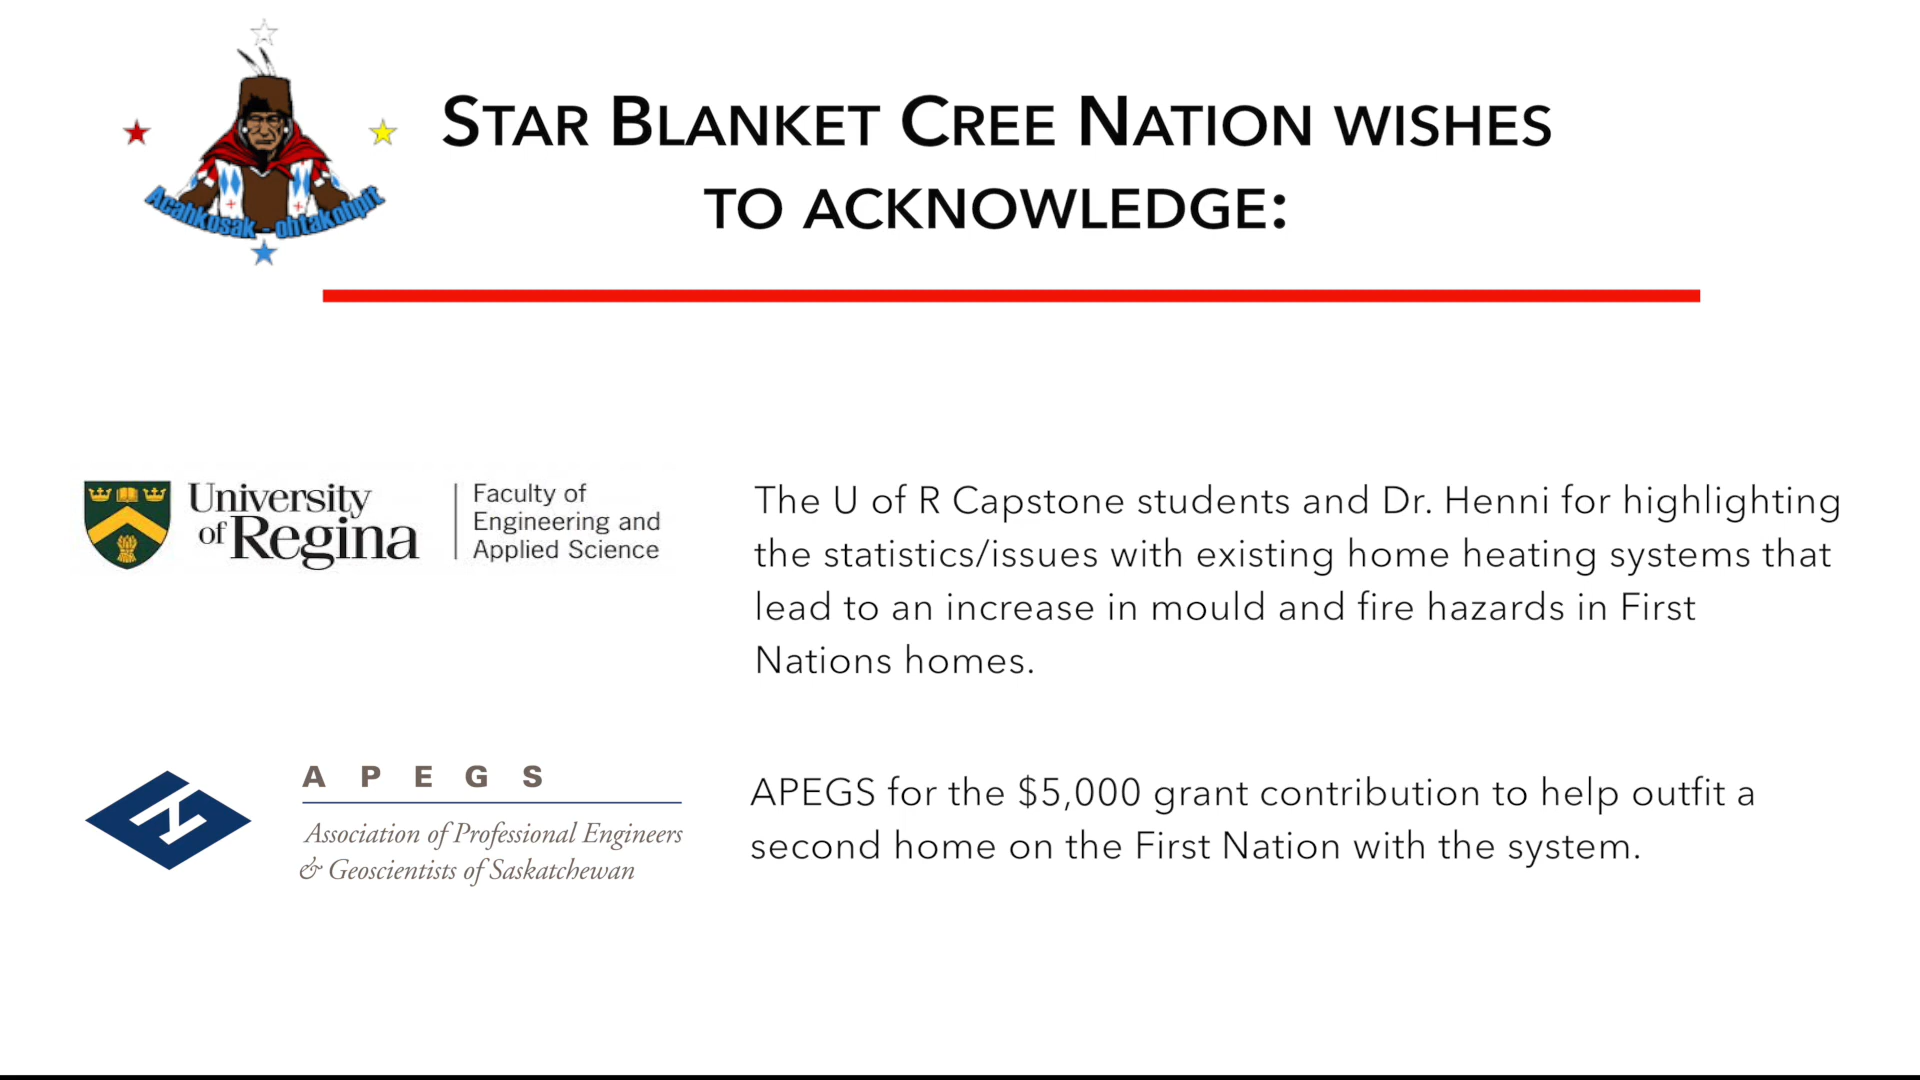 STAR BLANKET CREE NATION WISHES
TO ACKNOWLEDGE:
Acahkosak - ohtakohpit
University
of Regina
Faculty of
Engineering and
Applied Science
The U of R Capstone students and Dr. Henni for highlighting
the statistics/issues with existing home heating systems that
lead to an increase in mould and fire hazards in First
Nations homes.
A P E G S
Association of Professional Engineers
& Geoscientists of Saskatchewan
APEGS for the $5,000 grant contribution to help outfit a
second home on the First Nation with the system.